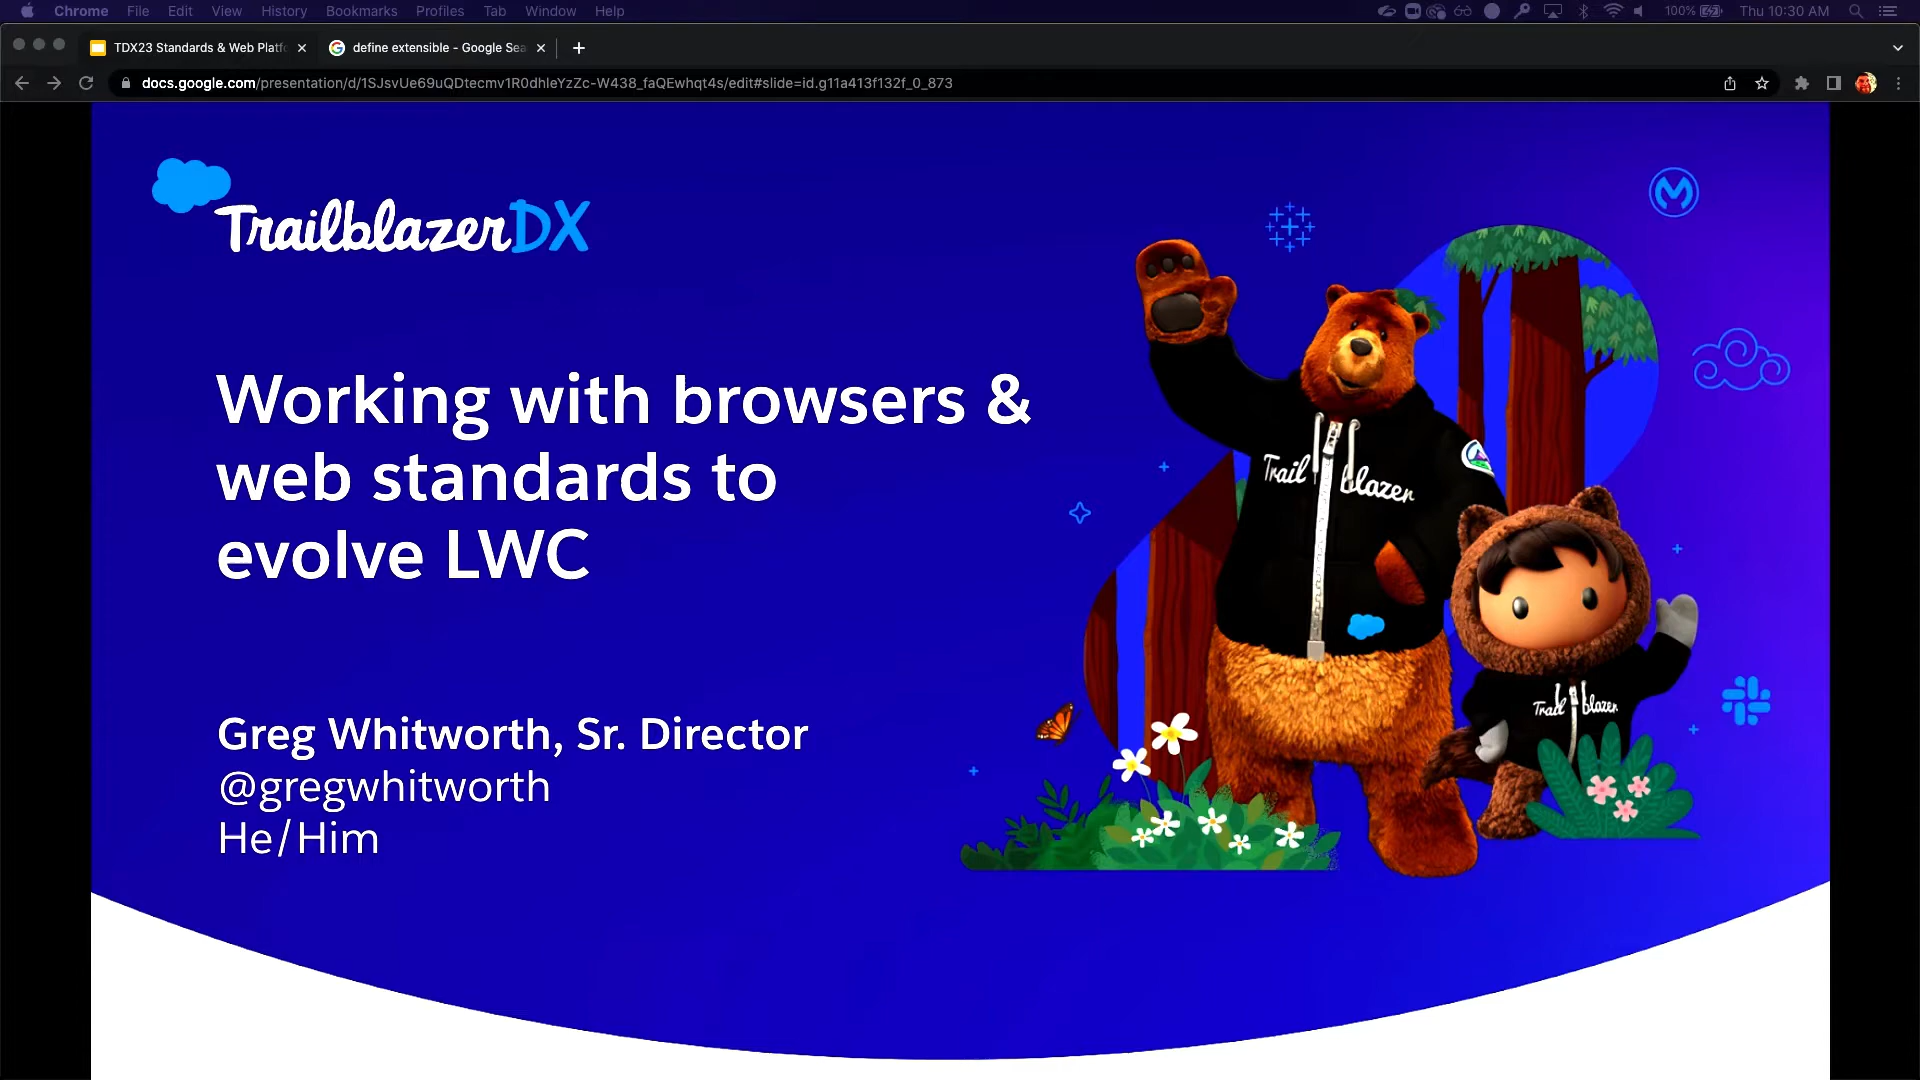 Chrome File Edit View History Bookmarks Profiles Tab Window Help 100% Thu 10:30 AM
TDX23 Standards & Web Platf
define extensible - Google Sea
docs.google.com/presentation/d/1SJsvUe69uQDtecmv1R0dhleYzZc-W438_faQEwhqt4s/edit#slide=id.g11a413f132f_0_873
TrailblazerDX
Working with browsers &
web standards to
evolve LWC
Greg Whitworth, Sr. Director
@gregwhitworth
He/Him
Trail blazer
Trail blazer